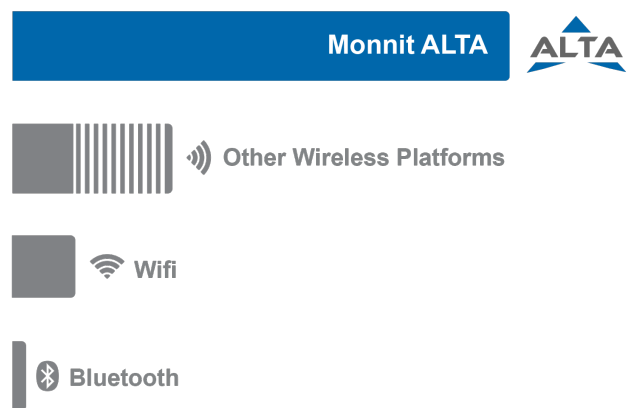 Monnit ALTA
ALTA
Other Wireless Platforms
Wifi
Bluetooth